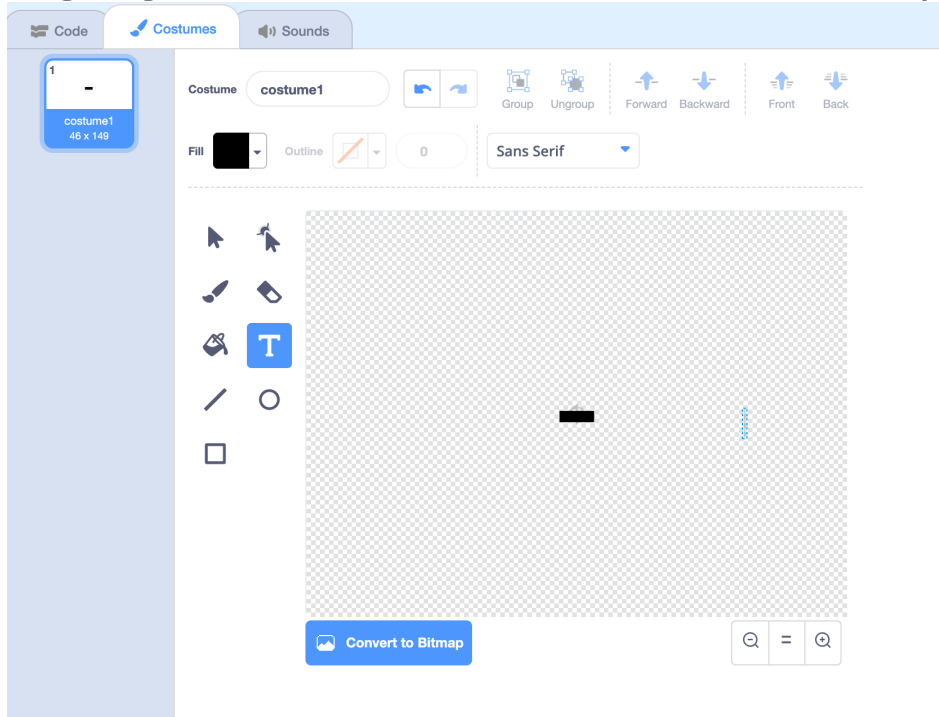 Code
Costumes
Sounds
1
costume1
46 x 149
Costume
costume1
Group
Ungroup
Forward
Backward
Front
Back
Fill
Outline
0
Sans Serif
T
Convert to Bitmap